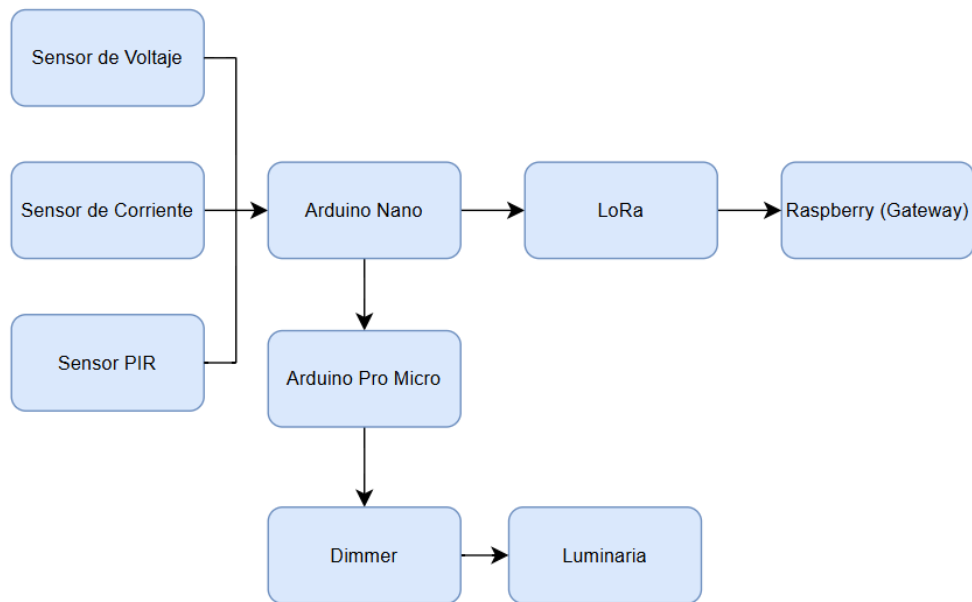 Sensor de Voltaje
Sensor de Corriente
Arduino Nano
LoRa
Raspberry (Gateway)
Sensor PIR
Arduino Pro Micro
Dimmer
Luminaria